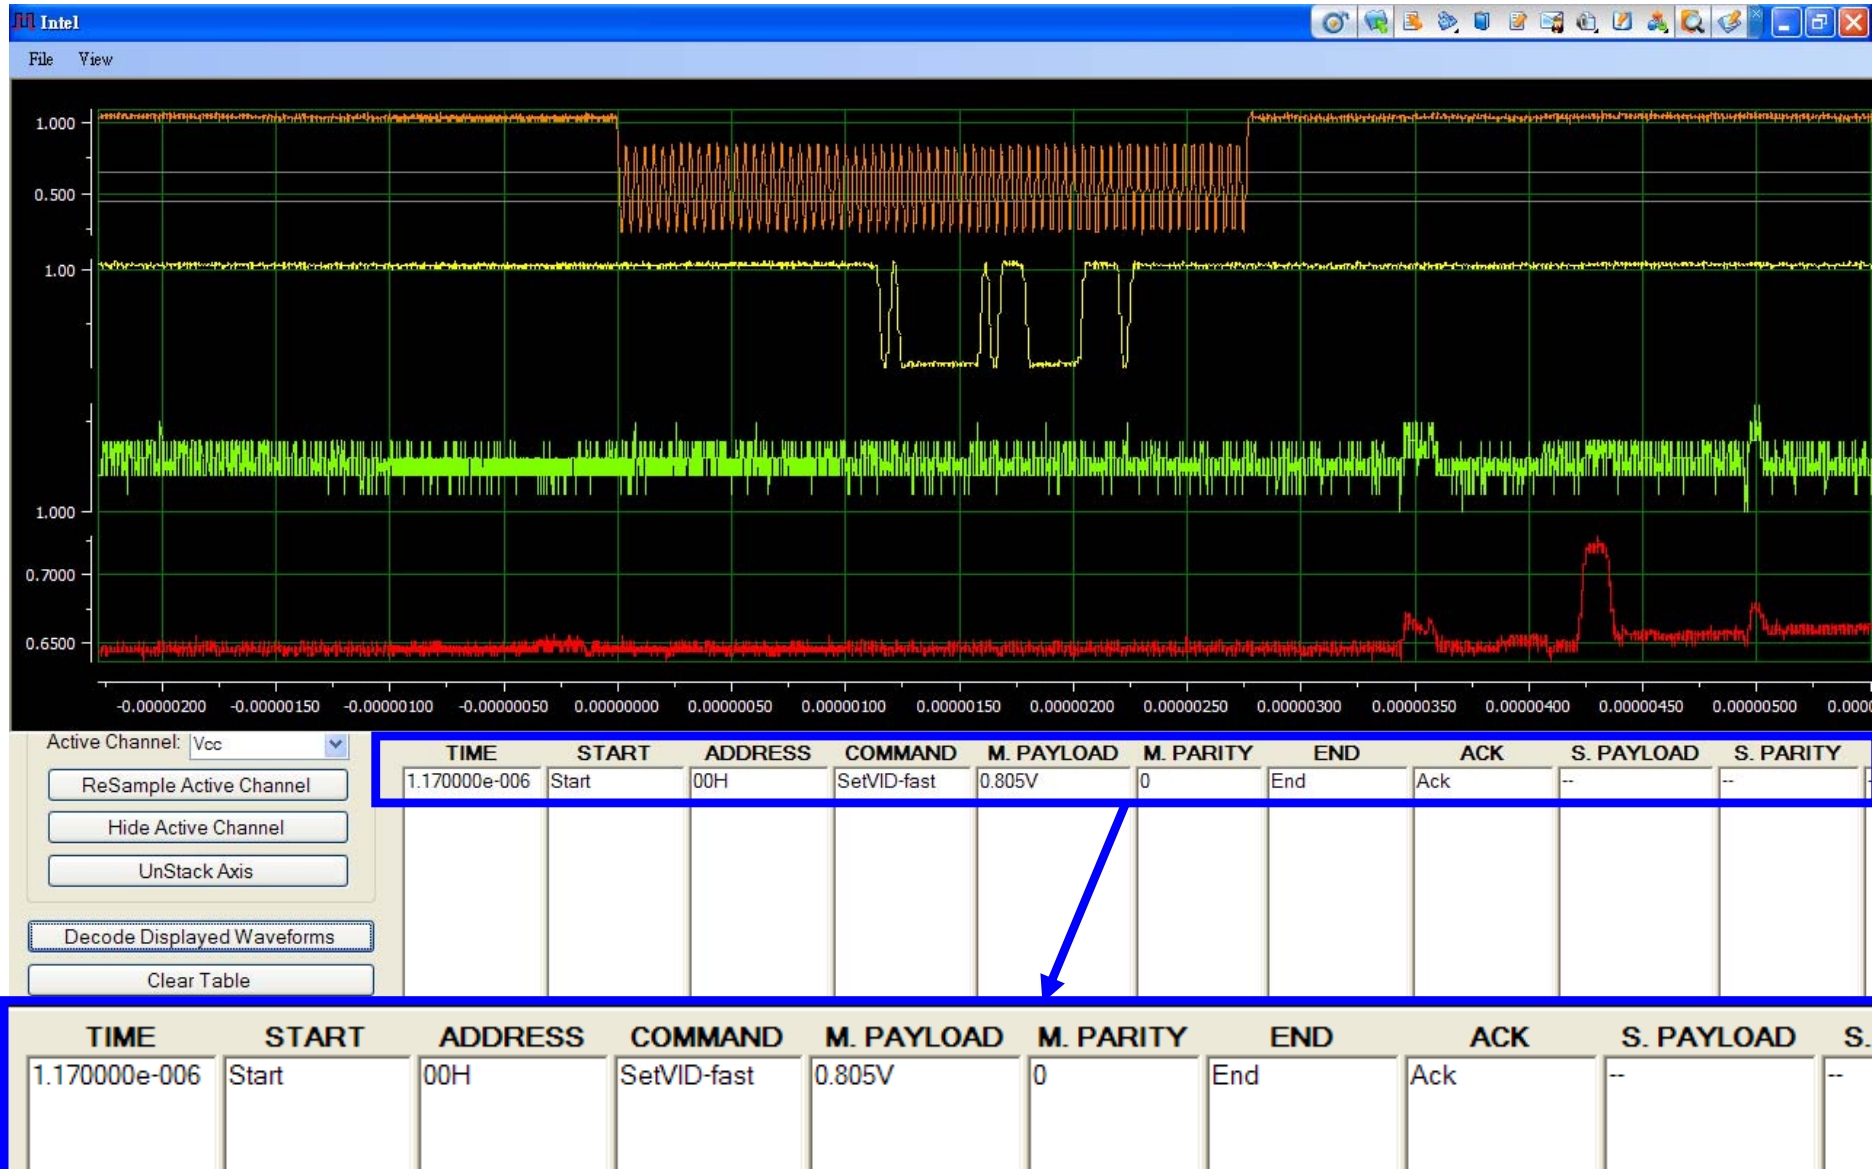 Intel
File View
1.000
0.500
1.00
1.000
0.7000
0.6500
-0.00000200 -0.00000150 -0.00000100 -0.00000050 0.00000000 0.00000050 0.00000100 0.00000150 0.00000200 0.00000250 0.00000300 0.00000350 0.00000400 0.00000450 0.00000500 0.0000
Active Channel: Vcc
ReSample Active Channel
Hide Active Channel
UnStack Axis
Decode Displayed Waveforms
Clear Table
TIME START ADDRESS COMMAND M. PAYLOAD M. PARITY END ACK S. PAYLOAD S. PARITY
1.170000e-006 Start 00H SetVID-fast 0.805V 0 End Ack -- -- -
TIME START ADDRESS COMMAND M. PAYLOAD M. PARITY END ACK S. PAYLOAD S.
1.170000e-006 Start 00H SetVID-fast 0.805V 0 End Ack -- --